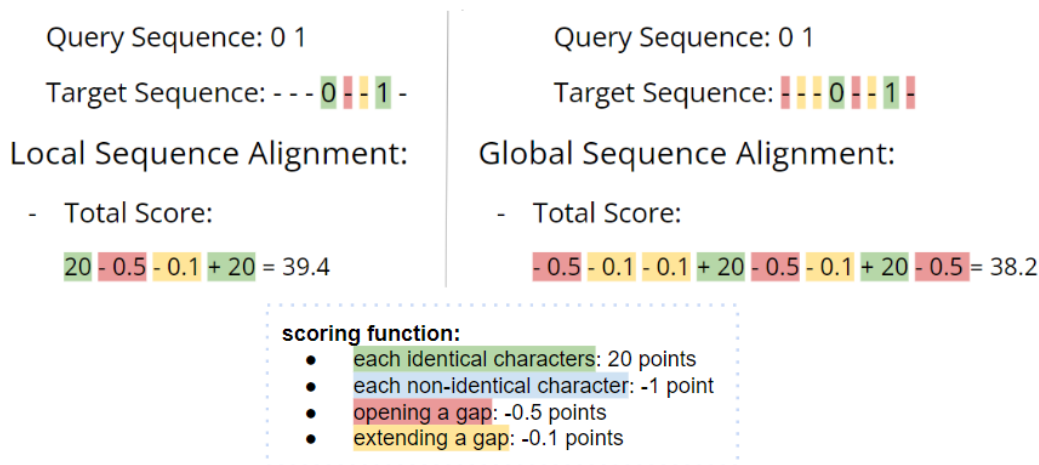 Query Sequence: 0 1
Target Sequence: - - - 0 - - 1 -
Local Sequence Alignment:
- Total Score:
20 - 0.5 - 0.1 + 20 = 39.4
Query Sequence: 0 1
Target Sequence: - - - 0 - - 1 -
Global Sequence Alignment:
- Total Score:
- 0.5 - 0.1 - 0.1 + 20 - 0.5 - 0.1 + 20 - 0.5 = 38.2
scoring function:
● each identical characters: 20 points
● each non-identical character: -1 point
● opening a gap: -0.5 points
● extending a gap: -0.1 points